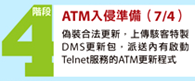 階段
4
ATM入侵準備（7/4）
偽裝合法更新，上傳駭客特製
DMS更新包，派送內有啟動
Telnet服務的ATM更新程式